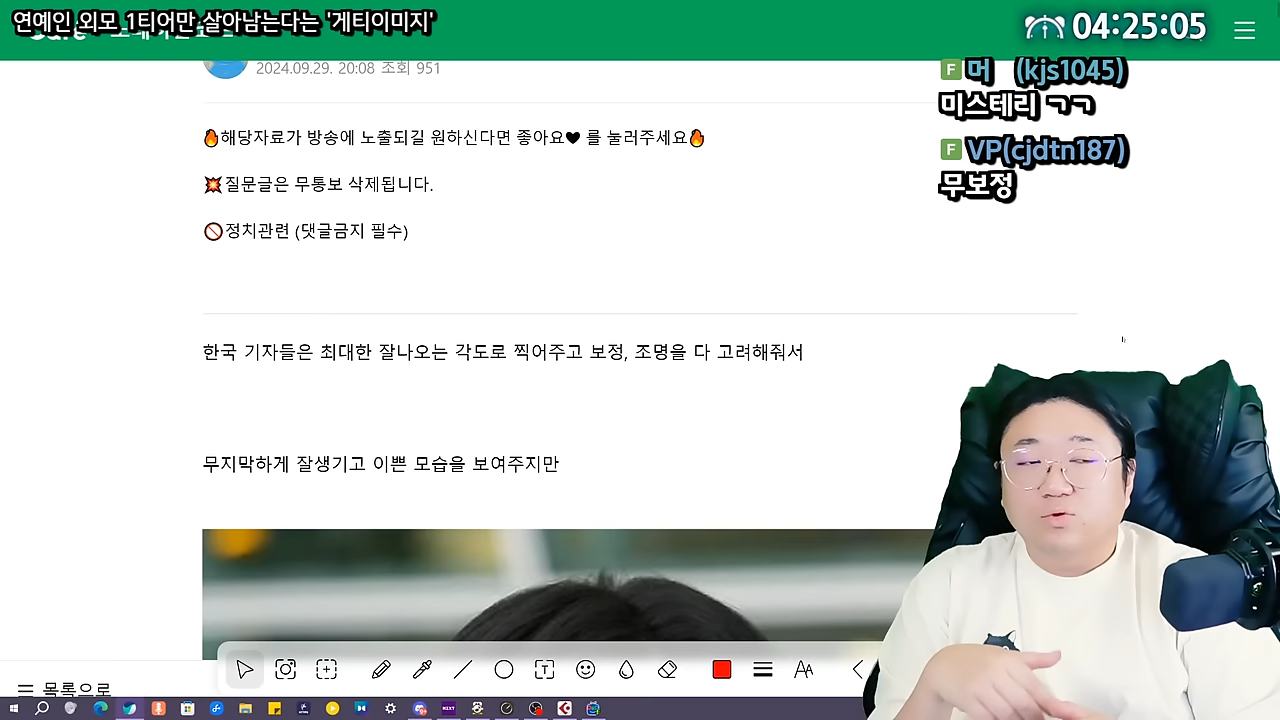 연예인 외모 1티어만 살아남는다는 '게티이미지'
04:25:05
2024.09.29. 20:08 조회 951
F 머 (kjs1045)
미스테리 ㄱㄱ
F VP(cjdtn187)
무보정
🔥해당자료가 방송에 노출되길 원하신다면 좋아요🖤 를 눌러주세요🔥
💥질문글은 무통보 삭제됩니다.
🚫정치관련 (댓글금지 필수)
한국 기자들은 최대한 잘나오는 각도로 찍어주고 보정, 조명을 다 고려해줘서
무지막하게 잘생기고 이쁜 모습을 보여주지만
목록으로